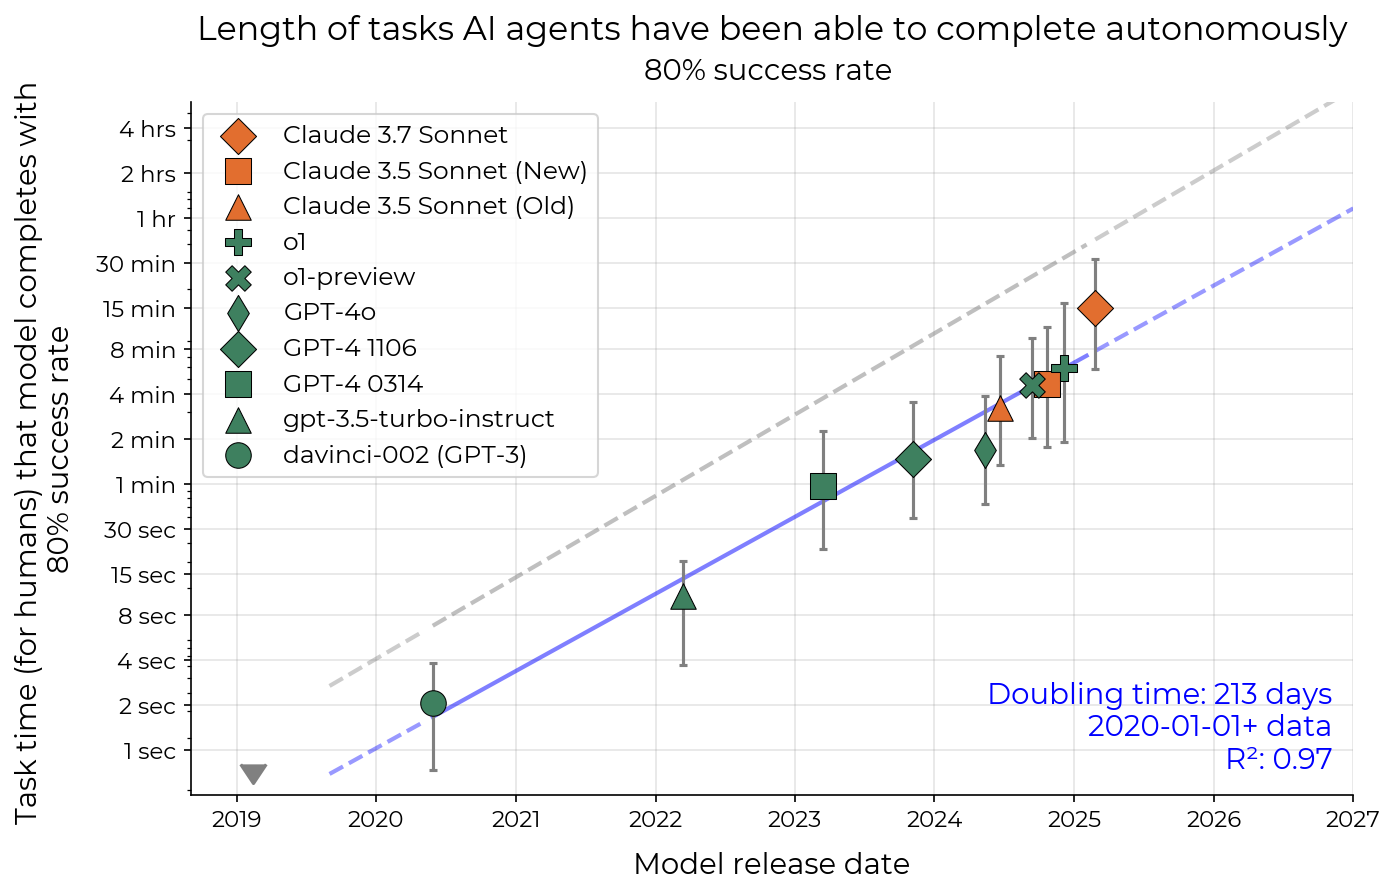 Length of tasks AI agents have been able to complete autonomously
80% success rate
Task time (for humans) that model completes with
80% success rate
4 hrs
2 hrs
1 hr
30 min
15 min
8 min
4 min
2 min
1 min
30 sec
15 sec
8 sec
4 sec
2 sec
1 sec
Claude 3.7 Sonnet
Claude 3.5 Sonnet (New)
Claude 3.5 Sonnet (Old)
o1
o1-preview
GPT-4o
GPT-4 1106
GPT-4 0314
gpt-3.5-turbo-instruct
davinci-002 (GPT-3)
Doubling time: 213 days
2020-01-01+ data
R²: 0.97
2019 2020 2021 2022 2023 2024 2025 2026 2027
Model release date